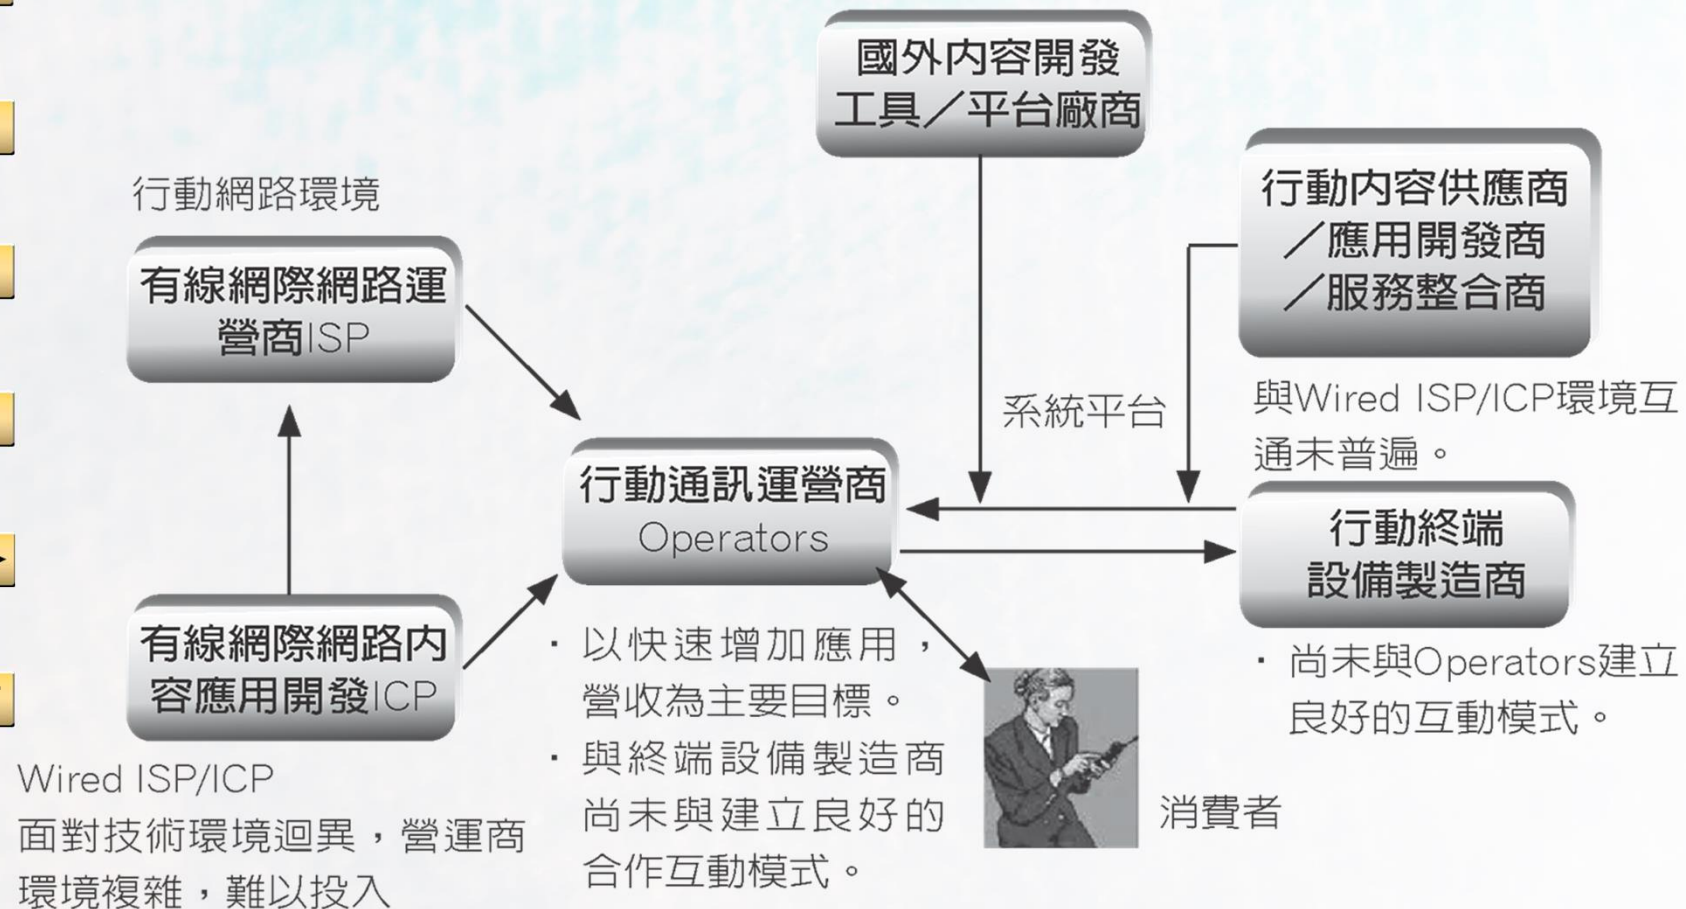 國外內容開發
工具／平台廠商
行動內容供應商
／應用開發商
／服務整合商
行動網路環境
有線網際網路運
營商ISP
系統平台
與Wired ISP/ICP環境互
通未普遍。
行動通訊運營商
Operators
行動終端
設備製造商
有線網際網路內
容應用開發ICP
．以快速增加應用，
營收為主要目標。
．與終端設備製造商
尚未與建立良好的
合作互動模式。
．尚未與Operators建立
良好的互動模式。
消費者
Wired ISP/ICP
面對技術環境迴異，營運商
環境複雜，難以投入